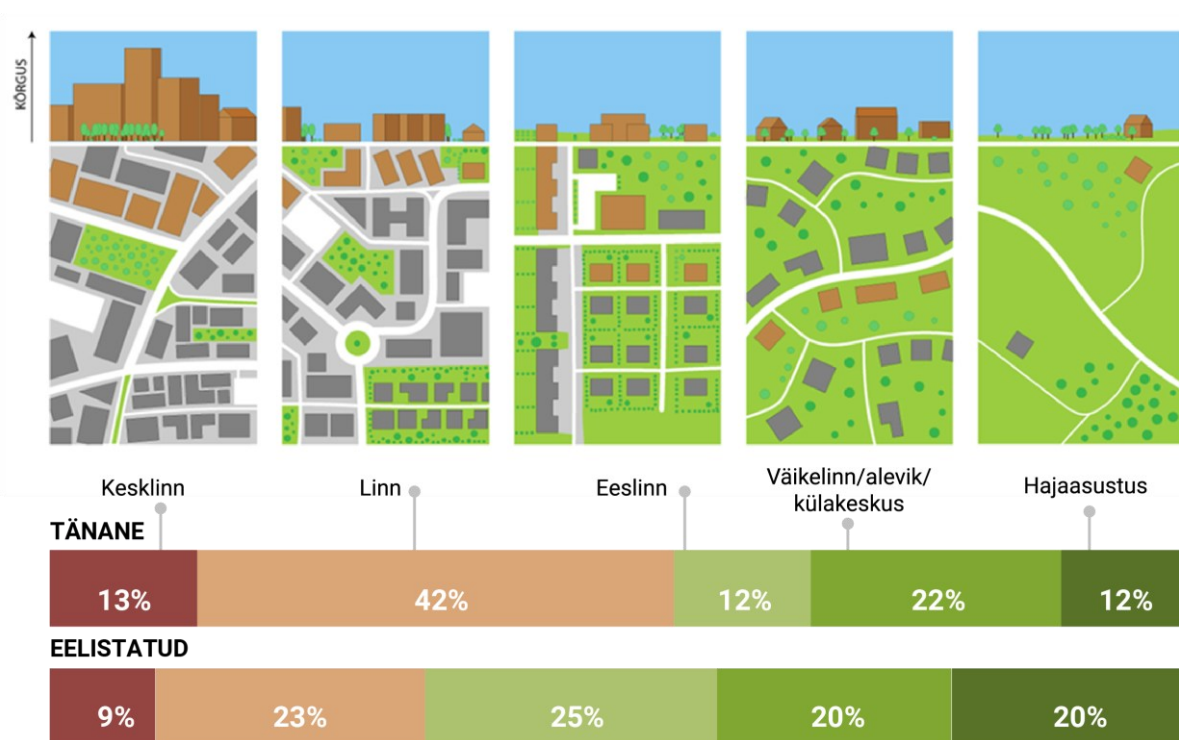 KÕRGUS
Kesklinn
Linn
Eeslinn
Väikelinn/alevik/
külakeskus
Hajaasustus
TÄNANE
13%
42%
12%
22%
12%
EELISTATUD
9%
23%
25%
20%
20%